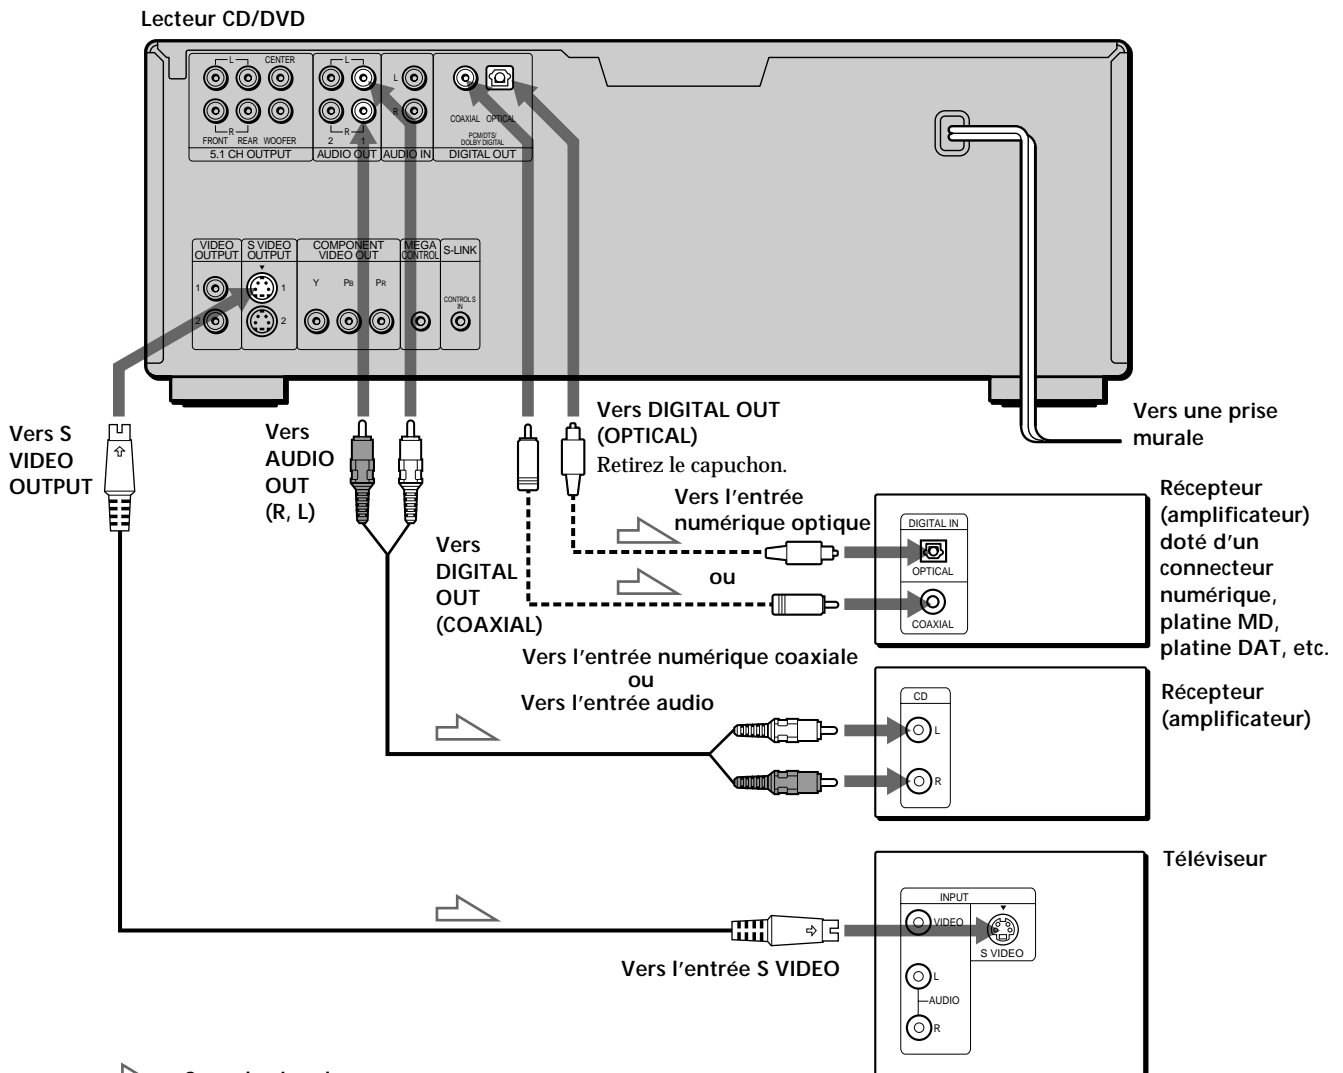 Lecteur CD/DVD
L
CENTER
R
FRONT REAR WOOFER
5.1 CH OUTPUT
L
R
2 1
AUDIO OUT
L
R
AUDIO IN
COAXIAL OPTICAL
PCM/DTS/
DOLBY DIGITAL
DIGITAL OUT
VIDEO
OUTPUT
1
2
S VIDEO
OUTPUT
1
2
COMPONENT
VIDEO OUT
Y PB PR
MEGA
CONTROL
S-LINK
CONTROL S
IN
Vers S
VIDEO
OUTPUT
Vers
AUDIO
OUT
(R, L)
Vers
DIGITAL
OUT
(COAXIAL)
Vers DIGITAL OUT
(OPTICAL)
Retirez le capuchon.
Vers une prise
murale
Vers l'entrée
numérique optique
ou
Vers l'entrée numérique coaxiale
ou
Vers l'entrée audio
DIGITAL IN
OPTICAL
COAXIAL
Récepteur
(amplificateur)
doté d'un
connecteur
numérique,
platine MD,
platine DAT, etc.
CD
L
R
Récepteur
(amplificateur)
Téléviseur
INPUT
VIDEO
S VIDEO
L
AUDIO
R
Vers l'entrée S VIDEO